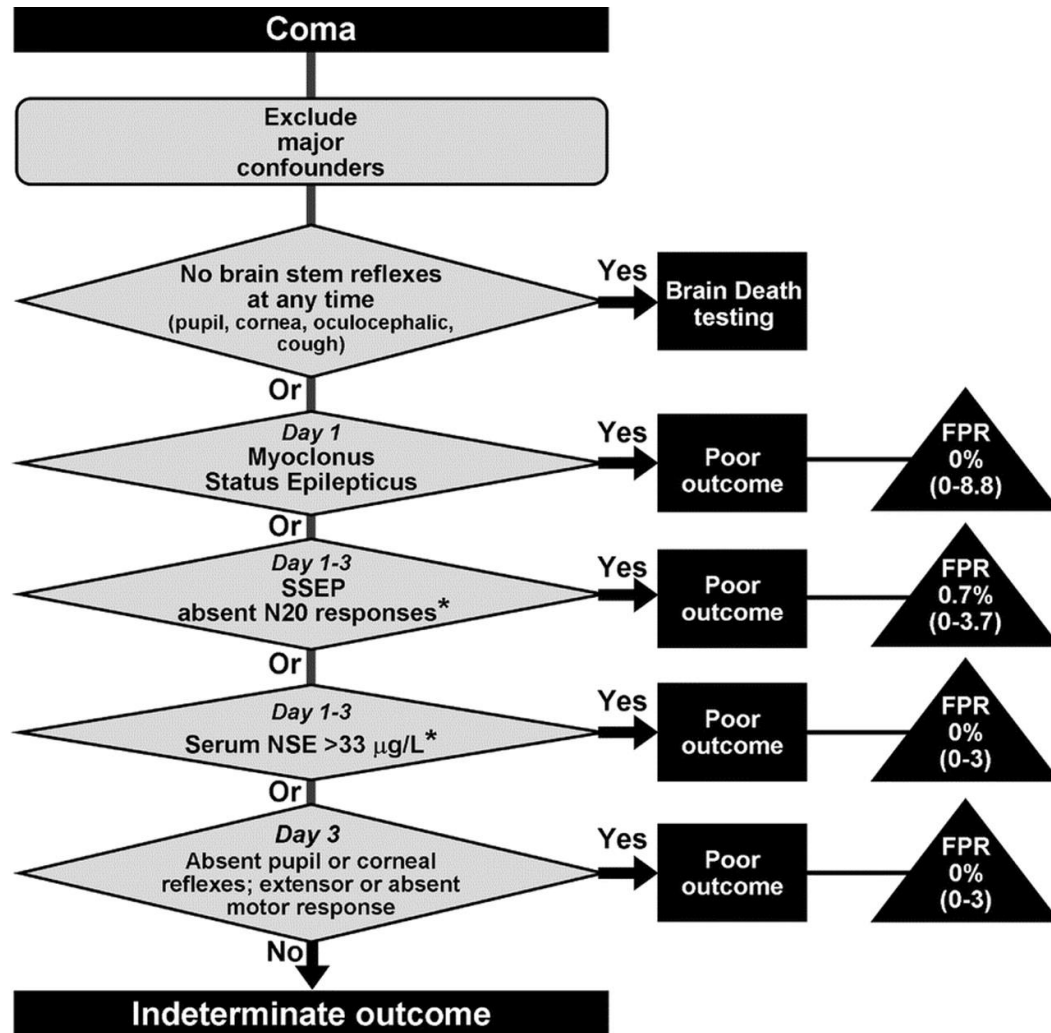 Coma
Exclude
major
confounders
No brain stem reflexes
at any time
(pupil, cornea, oculocephalic,
cough)
Yes
Brain Death
testing
Or
Day 1
Myoclonus
Status Epilepticus
Yes
Poor
outcome
FPR
0%
(0-8.8)
Or
Day 1-3
SSEP
absent N20 responses*
Yes
Poor
outcome
FPR
0.7%
(0-3.7)
Or
Day 1-3
Serum NSE >33 μg/L*
Yes
Poor
outcome
FPR
0%
(0-3)
Or
Day 3
Absent pupil or corneal
reflexes; extensor or absent
motor response
Yes
Poor
outcome
FPR
0%
(0-3)
No
Indeterminate outcome